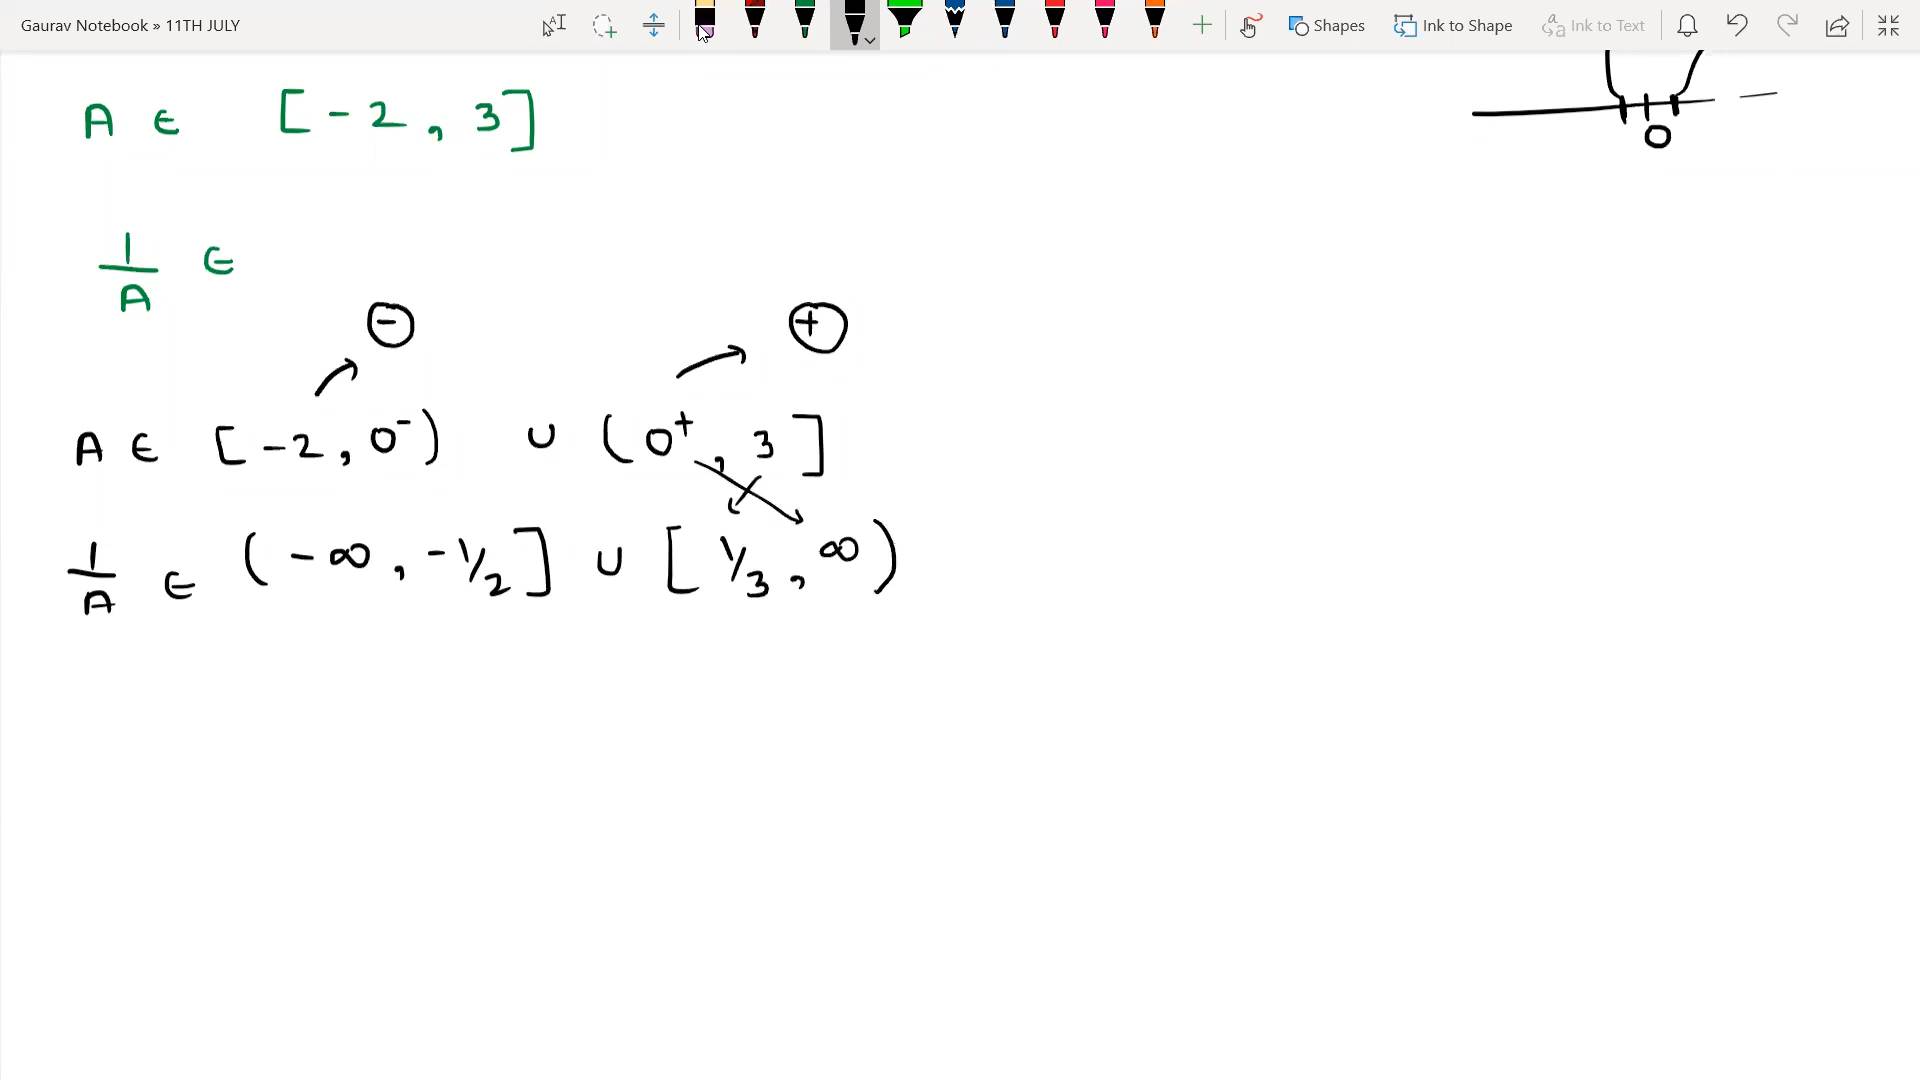 Gaurav Notebook » 11TH JULY
Shapes
Ink to Shape
Ink to Text
A ∈ [-2, 3]
0
1/A ∈
⊖ ⊕
A ∈ [-2, 0⁻) ∪ (0⁺, 3]
1/A ∈ (-∞, -1/2] ∪ [1/3, ∞)